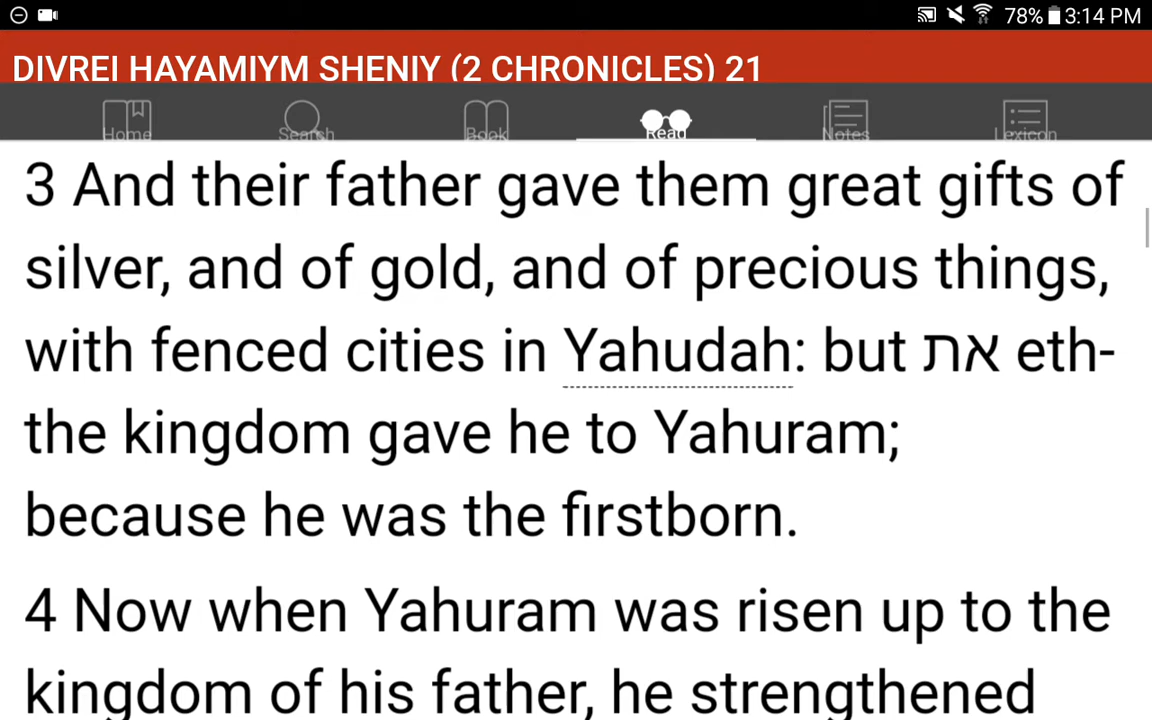 78% 3:14 PM
DIVREI HAYAMIYM SHENIY (2 CHRONICLES) 21
Home Search Book Read Notes Lexicon
3 And their father gave them great gifts of
silver, and of gold, and of precious things,
with fenced cities in Yahudah: but את eth-
the kingdom gave he to Yahuram;
because he was the firstborn.
4 Now when Yahuram was risen up to the
kingdom of his father, he strengthened